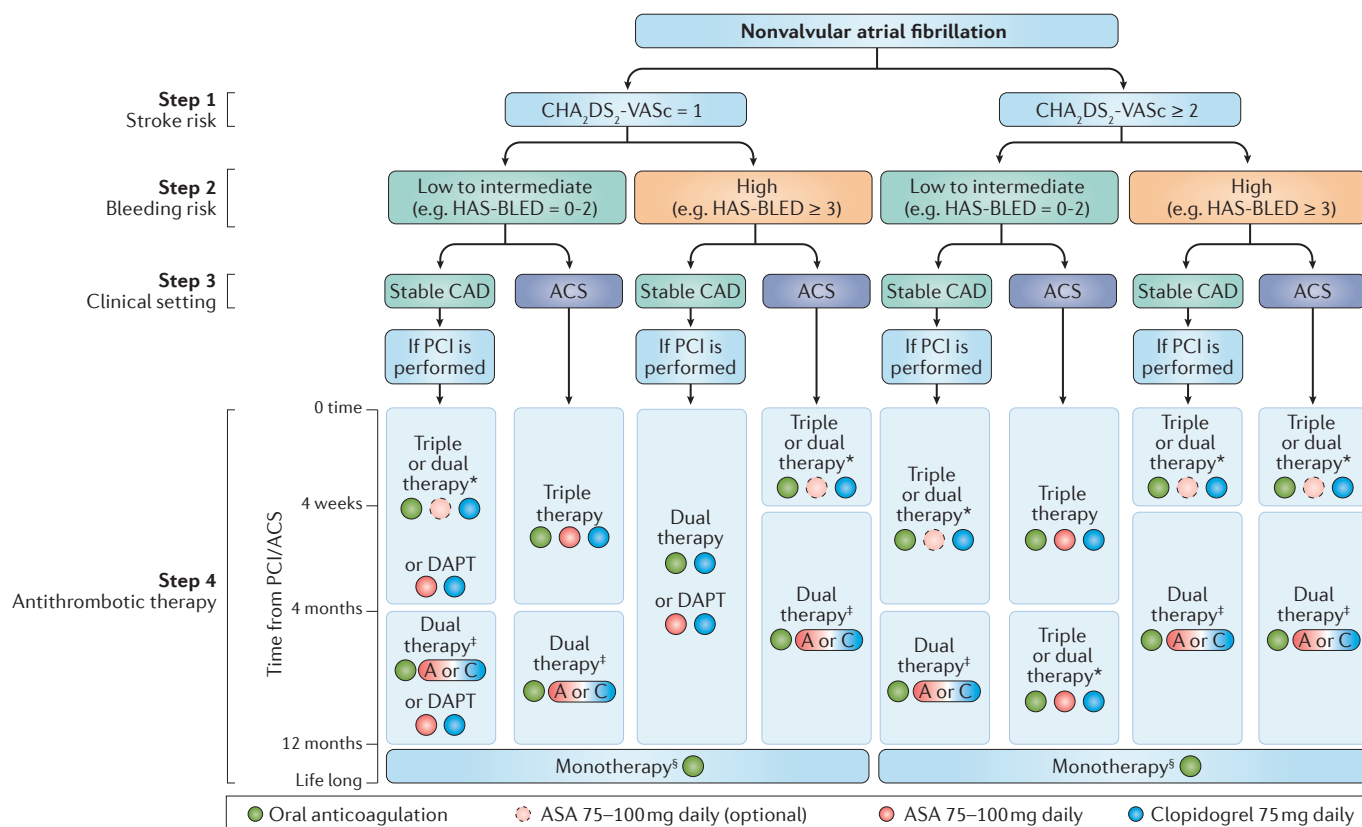 Nonvalvular atrial fibrillation
Step 1
Stroke risk
CHA₂DS₂-VASc = 1
CHA₂DS₂-VASc ≥ 2
Step 2
Bleeding risk
Low to intermediate
(e.g. HAS-BLED = 0-2)
High
(e.g. HAS-BLED ≥ 3)
Low to intermediate
(e.g. HAS-BLED = 0-2)
High
(e.g. HAS-BLED ≥ 3)
Step 3
Clinical setting
Stable CAD
ACS
Stable CAD
ACS
Stable CAD
ACS
Stable CAD
ACS
If PCI is
performed
If PCI is
performed
If PCI is
performed
If PCI is
performed
Step 4
Antithrombotic therapy
Time from PCI/ACS
0 time
4 weeks
4 months
12 months
Life long
Triple
or dual
therapy*
or DAPT
Dual
therapy‡
A or C
or DAPT
Triple
therapy
Dual
therapy‡
A or C
Dual
therapy
or DAPT
Triple
or dual
therapy*
Dual
therapy‡
A or C
Triple
or dual
therapy*
Dual
therapy‡
A or C
Triple
therapy
Triple
or dual
therapy*
Triple
or dual
therapy*
Dual
therapy‡
A or C
Triple
or dual
therapy*
Dual
therapy‡
A or C
Monotherapy§
Monotherapy§
Oral anticoagulation
ASA 75–100 mg daily (optional)
ASA 75–100 mg daily
Clopidogrel 75 mg daily